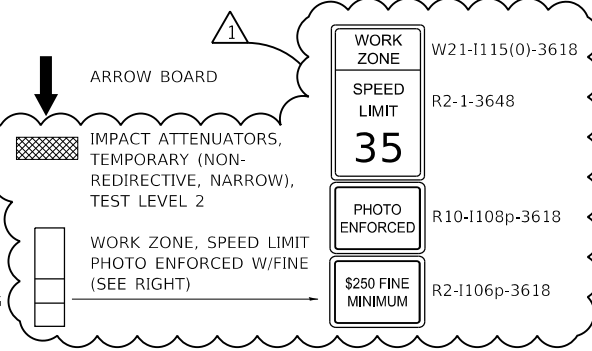 1
ARROW BOARD
IMPACT ATTENUATORS,
TEMPORARY (NON-
REDIRECTIVE, NARROW),
TEST LEVEL 2
WORK ZONE, SPEED LIMIT
PHOTO ENFORCED W/FINE
(SEE RIGHT)
WORK
ZONE
SPEED
LIMIT
35
PHOTO
ENFORCED
$250 FINE
MINIMUM
W21-I115(0)-3618
R2-1-3648
R10-I108p-3618
R2-I106p-3618